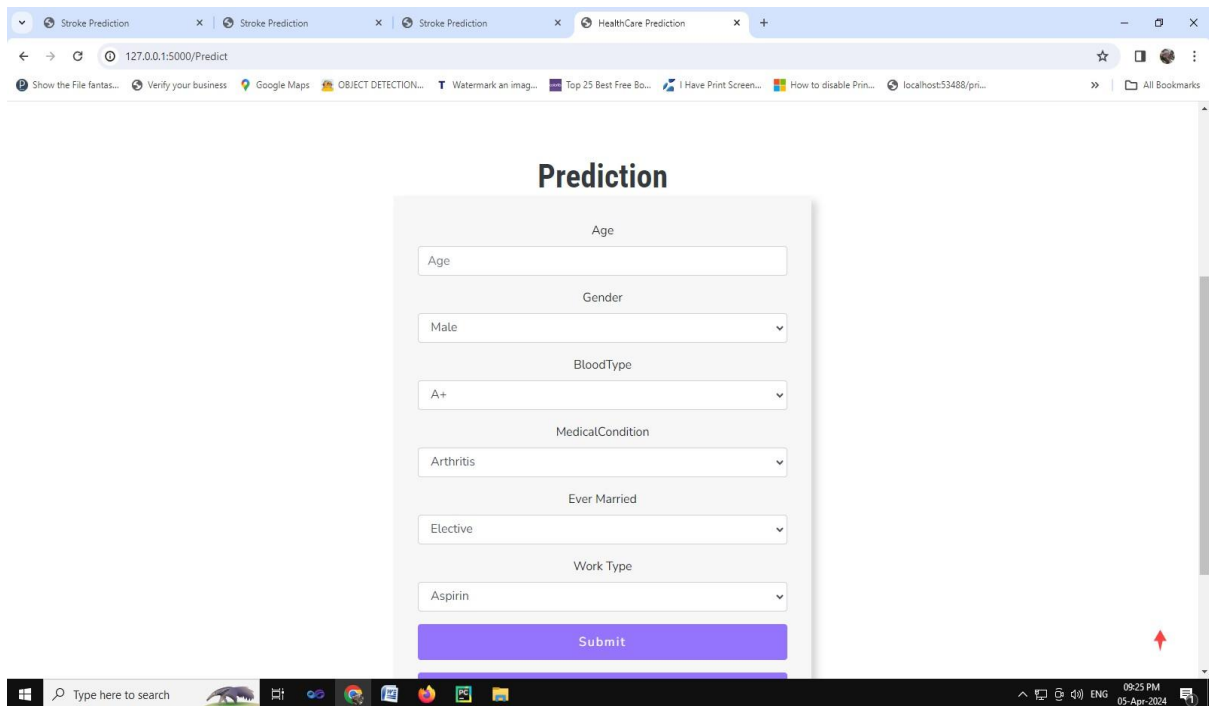 Stroke Prediction
Stroke Prediction
Stroke Prediction
HealthCare Prediction
127.0.0.1:5000/Predict
Show the File fantas... Verify your business Google Maps OBJECT DETECTION... T Watermark an imag... Top 25 Best Free Bo... I Have Print Screen... How to disable Prin... localhost:53488/pri... » All Bookmarks
Prediction
Age
Age
Gender
Male
BloodType
A+
MedicalCondition
Arthritis
Ever Married
Elective
Work Type
Aspirin
Submit
Type here to search
ENG
09:25 PM
05-Apr-2024